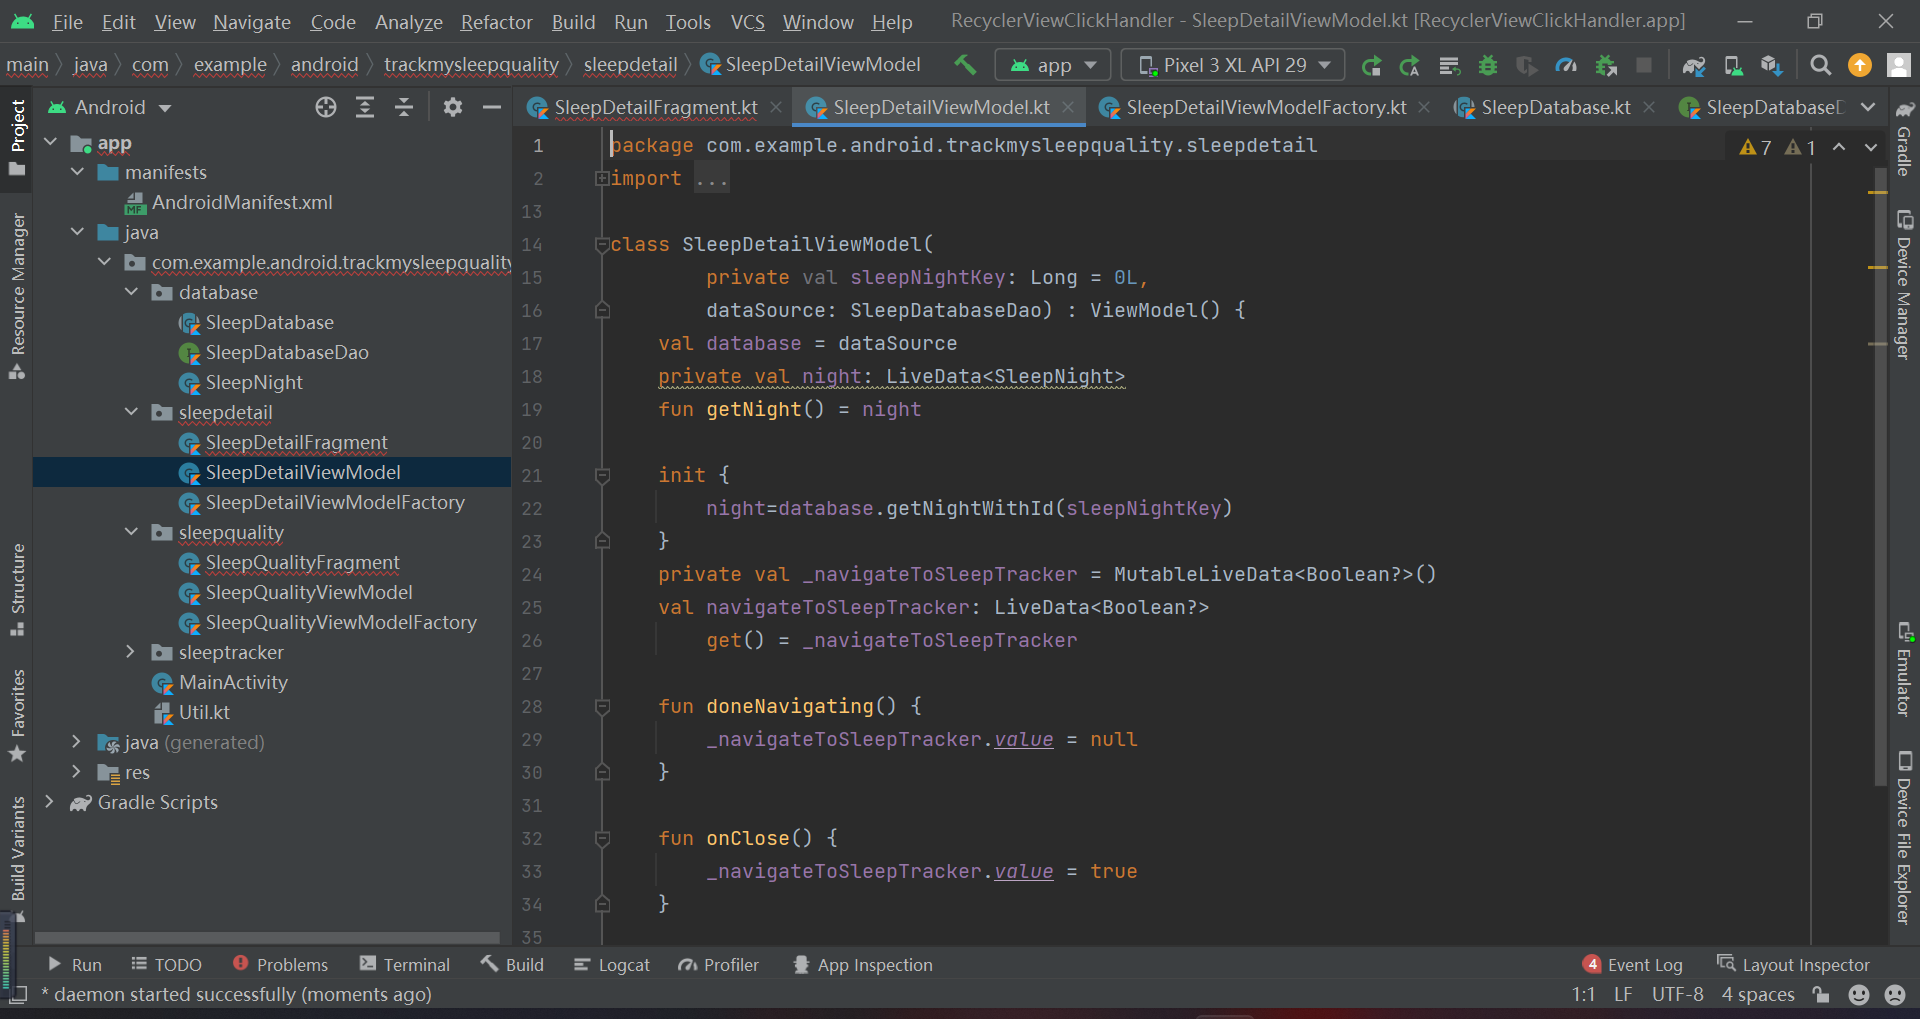 File Edit View Navigate Code Analyze Refactor Build Run Tools VCS Window Help RecyclerViewClickHandler - SleepDetailViewModel.kt [RecyclerViewClickHandler.app]
main java com example android trackmysleepquality sleepdetail SleepDetailViewModel app Pixel 3 XL API 29
Android
SleepDetailFragment.kt SleepDetailViewModel.kt SleepDetailViewModelFactory.kt SleepDatabase.kt SleepDatabaseD
Project
Resource Manager
Structure
Favorites
Build Variants
app
manifests
AndroidManifest.xml
java
com.example.android.trackmysleepquality
database
SleepDatabase
SleepDatabaseDao
SleepNight
sleepdetail
SleepDetailFragment
SleepDetailViewModel
SleepDetailViewModelFactory
sleepquality
SleepQualityFragment
SleepQualityViewModel
SleepQualityViewModelFactory
sleeptracker
MainActivity
Util.kt
java (generated)
res
Gradle Scripts
1 package com.example.android.trackmysleepquality.sleepdetail
2 import ...
13
14 class SleepDetailViewModel(
15 private val sleepNightKey: Long = 0L,
16 dataSource: SleepDatabaseDao) : ViewModel() {
17 val database = dataSource
18 private val night: LiveData<SleepNight>
19 fun getNight() = night
20
21 init {
22 night=database.getNightWithId(sleepNightKey)
23 }
24 private val _navigateToSleepTracker = MutableLiveData<Boolean?>()
25 val navigateToSleepTracker: LiveData<Boolean?>
26 get() = _navigateToSleepTracker
27
28 fun doneNavigating() {
29 _navigateToSleepTracker.value = null
30 }
31
32 fun onClose() {
33 _navigateToSleepTracker.value = true
34 }
35
7 1
Gradle
Device Manager
Emulator
Device File Explorer
Run TODO Problems Terminal Build Logcat Profiler App Inspection 4 Event Log Layout Inspector
* daemon started successfully (moments ago) 1:1 LF UTF-8 4 spaces